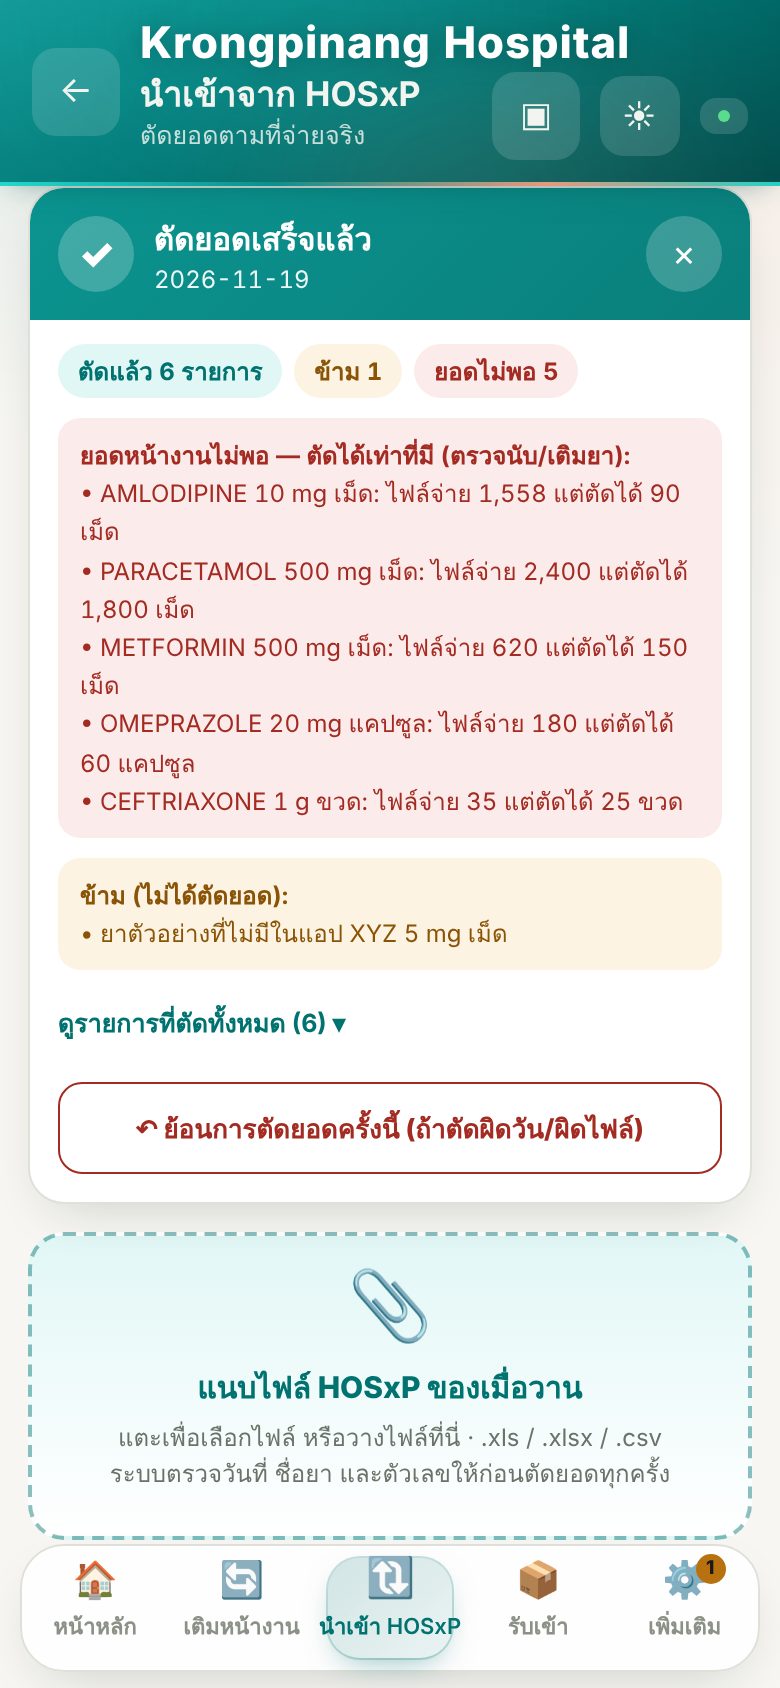 Krongpinang Hospital
นำเข้าจาก HOSxP
ตัดยอดตามที่จ่ายจริง
ตัดยอดเสร็จแล้ว
2026-11-19
ตัดแล้ว 6 รายการ
ข้าม 1
ยอดไม่พอ 5
ยอดหน้างานไม่พอ — ตัดได้เท่าที่มี (ตรวจนับ/เติมยา):
• AMLODIPINE 10 mg เม็ด: ไฟล์จ่าย 1,558 แต่ตัดได้ 90
เม็ด
• PARACETAMOL 500 mg เม็ด: ไฟล์จ่าย 2,400 แต่ตัดได้
1,800 เม็ด
• METFORMIN 500 mg เม็ด: ไฟล์จ่าย 620 แต่ตัดได้ 150
เม็ด
• OMEPRAZOLE 20 mg แคปซูล: ไฟล์จ่าย 180 แต่ตัดได้
60 แคปซูล
• CEFTRIAXONE 1 g ขวด: ไฟล์จ่าย 35 แต่ตัดได้ 25 ขวด
ข้าม (ไม่ได้ตัดยอด):
• ยาตัวอย่างที่ไม่มีในแอป XYZ 5 mg เม็ด
ดูรายการที่ตัดทั้งหมด (6) ▾
↶ ย้อนการตัดยอดครั้งนี้ (ถ้าตัดผิดวัน/ผิดไฟล์)
แนบไฟล์ HOSxP ของเมื่อวาน
แตะเพื่อเลือกไฟล์ หรือวางไฟล์ที่นี่ · .xls / .xlsx / .csv
ระบบตรวจวันที่ ชื่อยา และตัวเลขให้ก่อนตัดยอดทุกครั้ง
1
หน้าหลัก
เติมหน้างาน
นำเข้า HOSxP
รับเข้า
เพิ่มเติม